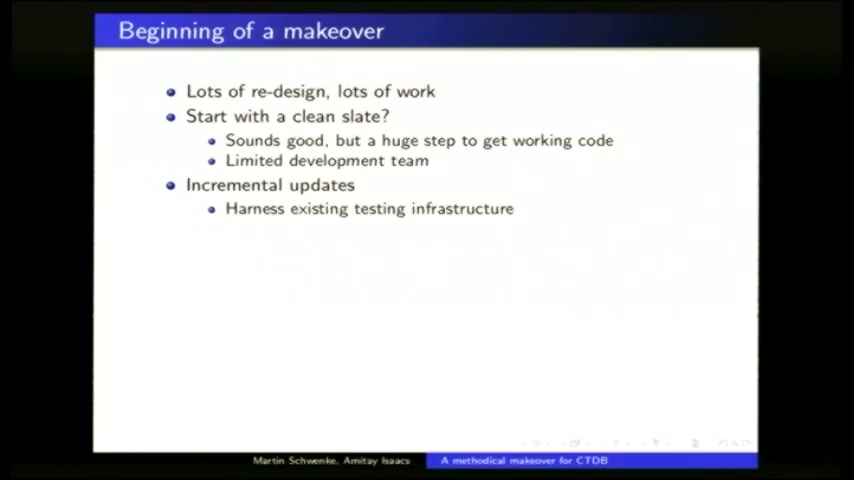 Beginning of a makeover
Lots of re-design, lots of work
Start with a clean slate?
Sounds good, but a huge step to get working code
Limited development team
Incremental updates
Harness existing testing infrastructure
Martin Schwenke, Amitay Isaacs
A methodical makeover for CTDB